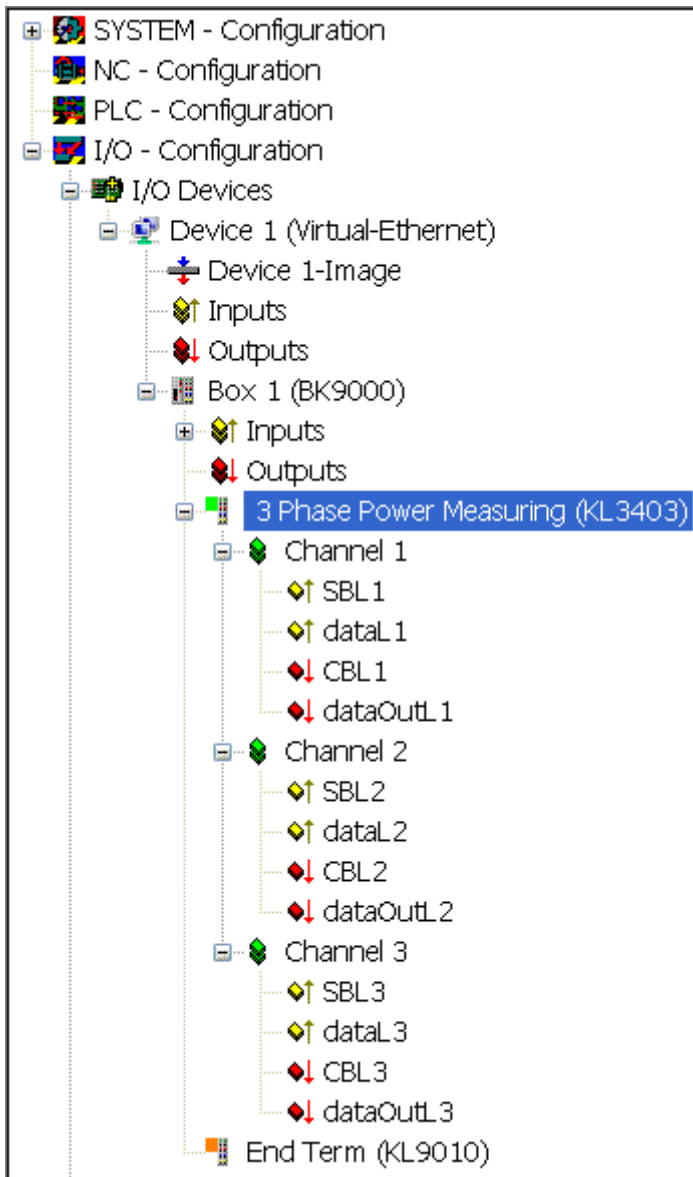 SYSTEM - Configuration
NC - Configuration
PLC - Configuration
I/O - Configuration
I/O Devices
Device 1 (Virtual-Ethernet)
Device 1-Image
Inputs
Outputs
Box 1 (BK9000)
Inputs
Outputs
3 Phase Power Measuring (KL3403)
Channel 1
SBL1
dataL1
CBL1
dataOutL1
Channel 2
SBL2
dataL2
CBL2
dataOutL2
Channel 3
SBL3
dataL3
CBL3
dataOutL3
End Term (KL9010)